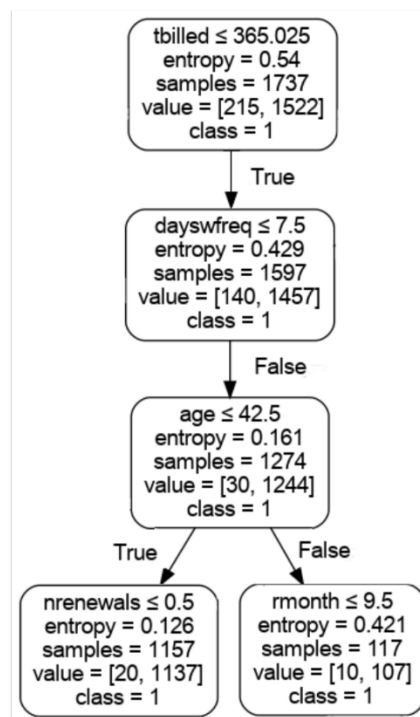 tbilled ≤ 365.025
entropy = 0.54
samples = 1737
value = [215, 1522]
class = 1
True
dayswfreq ≤ 7.5
entropy = 0.429
samples = 1597
value = [140, 1457]
class = 1
False
age ≤ 42.5
entropy = 0.161
samples = 1274
value = [30, 1244]
class = 1
True
False
nrenewals ≤ 0.5
entropy = 0.126
samples = 1157
value = [20, 1137]
class = 1
rmonth ≤ 9.5
entropy = 0.421
samples = 117
value = [10, 107]
class = 1